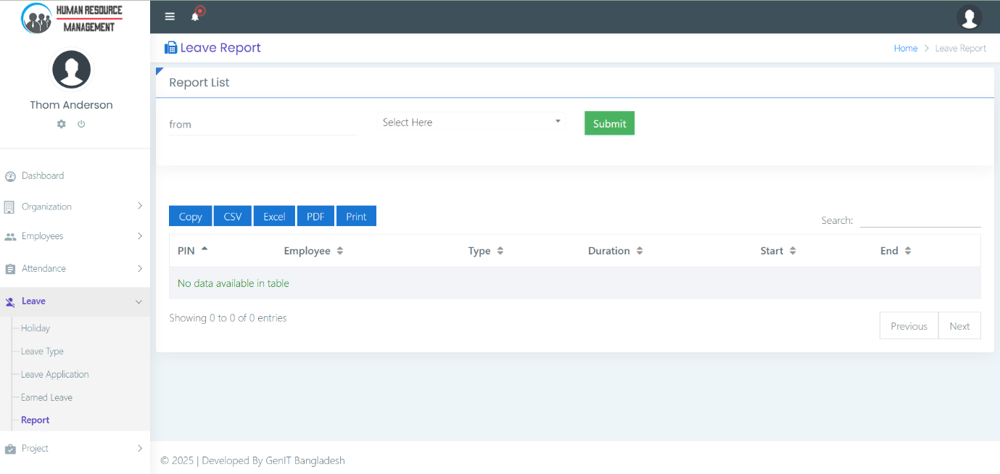 HUMAN RESOURCE
MANAGEMENT
Thom Anderson
Dashboard
Organization
Employees
Attendance
Leave
Holiday
Leave Type
Leave Application
Earned Leave
Report
Project
Leave Report
Home > Leave Report
Report List
from
Select Here
Submit
Copy CSV Excel PDF Print
Search:
PIN Employee Type Duration Start End
No data available in table
Showing 0 to 0 of 0 entries
Previous Next
© 2025 | Developed By GenIT Bangladesh